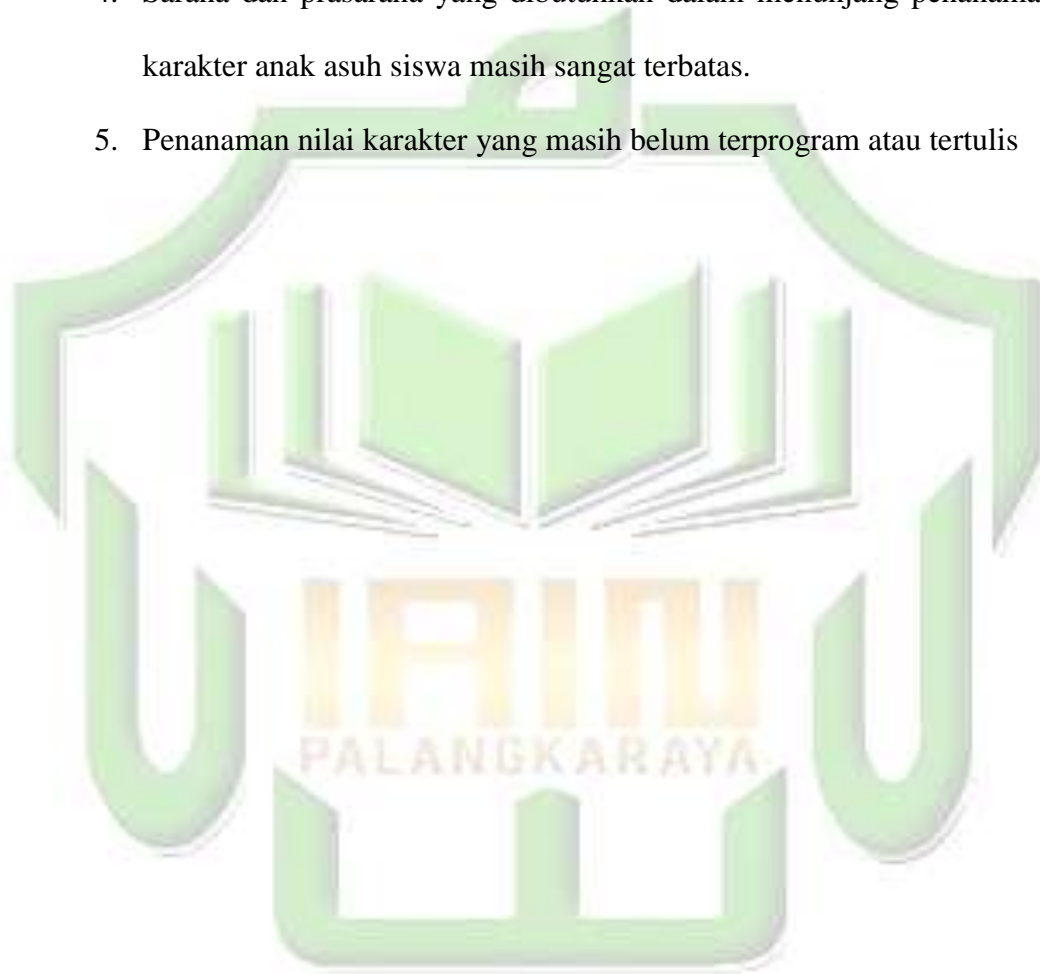 4. Sarana dan prasarana yang dibutuhkan dalam menunjang penanama
karakter anak asuh siswa masih sangat terbatas.
5. Penanaman nilai karakter yang masih belum terprogram atau tertulis
IAIN
PALANGKARAYA